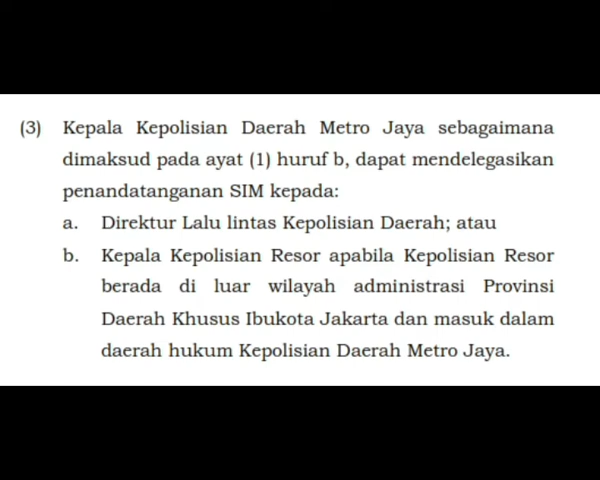 (3) Kepala Kepolisian Daerah Metro Jaya sebagaimana
dimaksud pada ayat (1) huruf b, dapat mendelegasikan
penandatanganan SIM kepada:
a. Direktur Lalu lintas Kepolisian Daerah; atau
b. Kepala Kepolisian Resor apabila Kepolisian Resor
berada di luar wilayah administrasi Provinsi
Daerah Khusus Ibukota Jakarta dan masuk dalam
daerah hukum Kepolisian Daerah Metro Jaya.